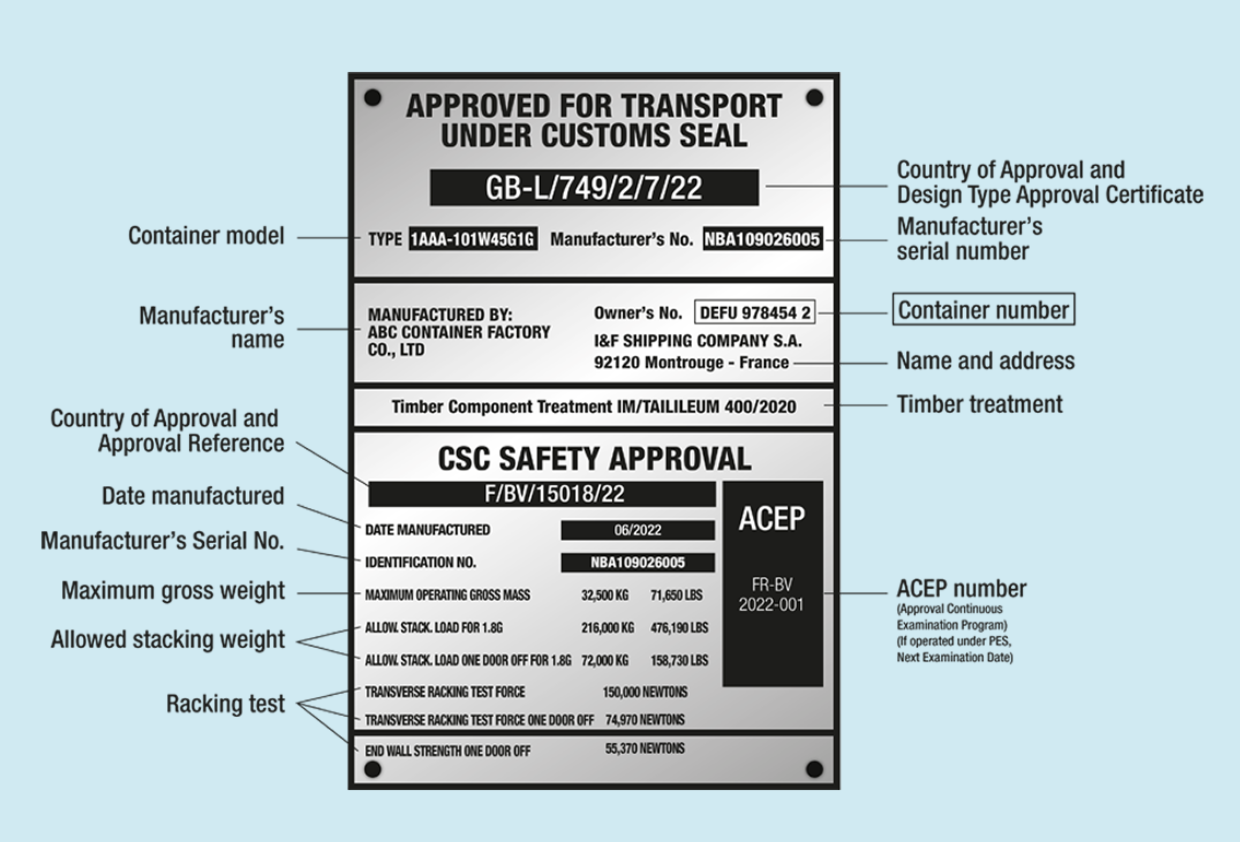 APPROVED FOR TRANSPORT
UNDER CUSTOMS SEAL
GB-L/749/2/7/22
Country of Approval and
Design Type Approval Certificate
Container model
TYPE 1AAA-101W45G1G Manufacturer's No. NBA109026005
Manufacturer's
serial number
Manufacturer's
name
MANUFACTURED BY:
ABC CONTAINER FACTORY
CO., LTD
Owner's No. DEFU 978454 2
Container number
I&F SHIPPING COMPANY S.A.
92120 Montrouge - France
Name and address
Timber Component Treatment IM/TAILILEUM 400/2020
Timber treatment
Country of Approval and
Approval Reference
CSC SAFETY APPROVAL
F/BV/15018/22
Date manufactured
DATE MANUFACTURED 06/2022
Manufacturer's Serial No.
IDENTIFICATION NO. NBA109026005
Maximum gross weight
MAXIMUM OPERATING GROSS MASS 32,500 KG 71,650 LBS
Allowed stacking weight
ALLOW. STACK. LOAD FOR 1.8G 216,000 KG 476,190 LBS
ALLOW. STACK. LOAD ONE DOOR OFF FOR 1.8G 72,000 KG 158,730 LBS
Racking test
TRANSVERSE RACKING TEST FORCE 150,000 NEWTONS
TRANSVERSE RACKING TEST FORCE ONE DOOR OFF 74,970 NEWTONS
END WALL STRENGTH ONE DOOR OFF 55,370 NEWTONS
ACEP
FR-BV
2022-001
ACEP number
(Approval Continuous
Examination Program)
(If operated under PES,
Next Examination Date)